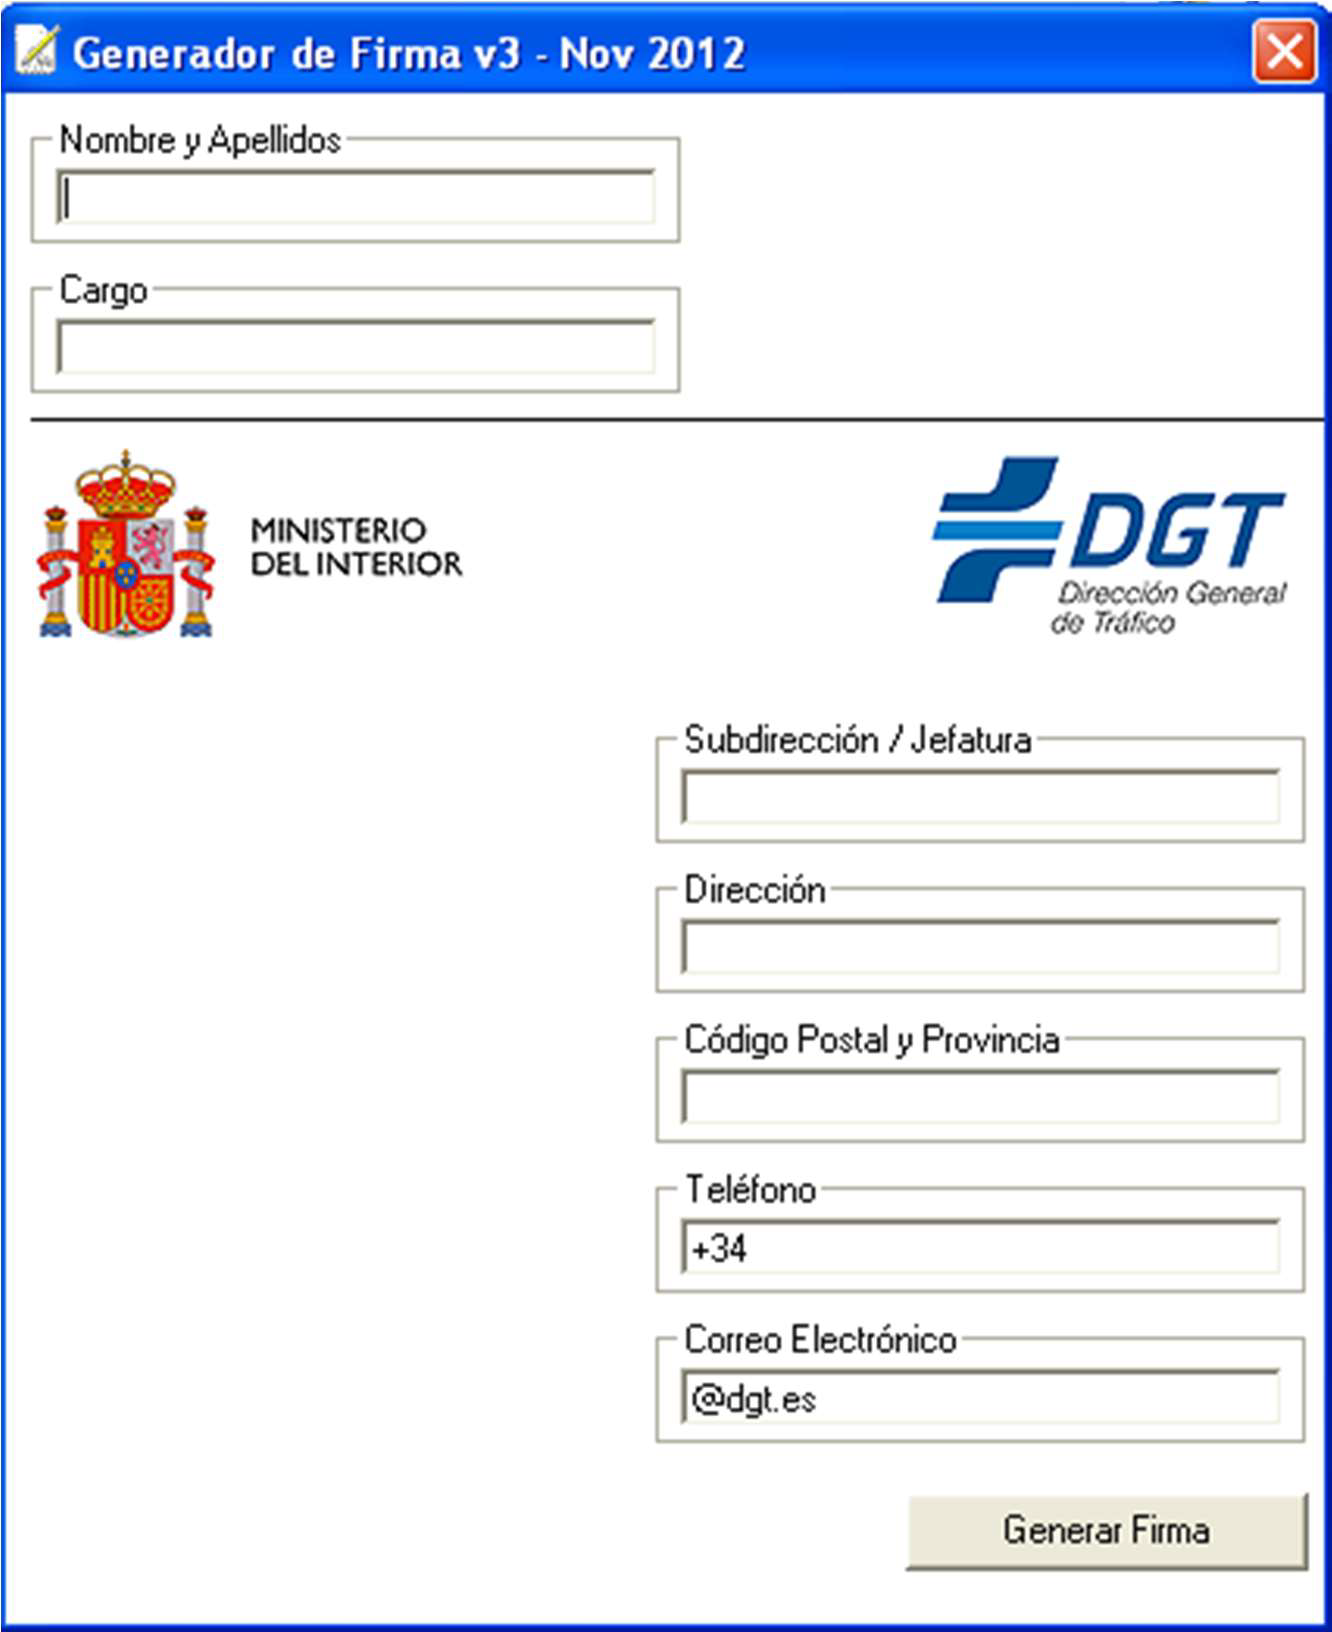 Generador de Firma v3 - Nov 2012
Nombre y Apellidos
Cargo
MINISTERIO
DEL INTERIOR
DGT
Dirección General
de Tráfico
Subdirección / Jefatura
Dirección
Código Postal y Provincia
Teléfono
+34
Correo Electrónico
@dgt.es
Generar Firma